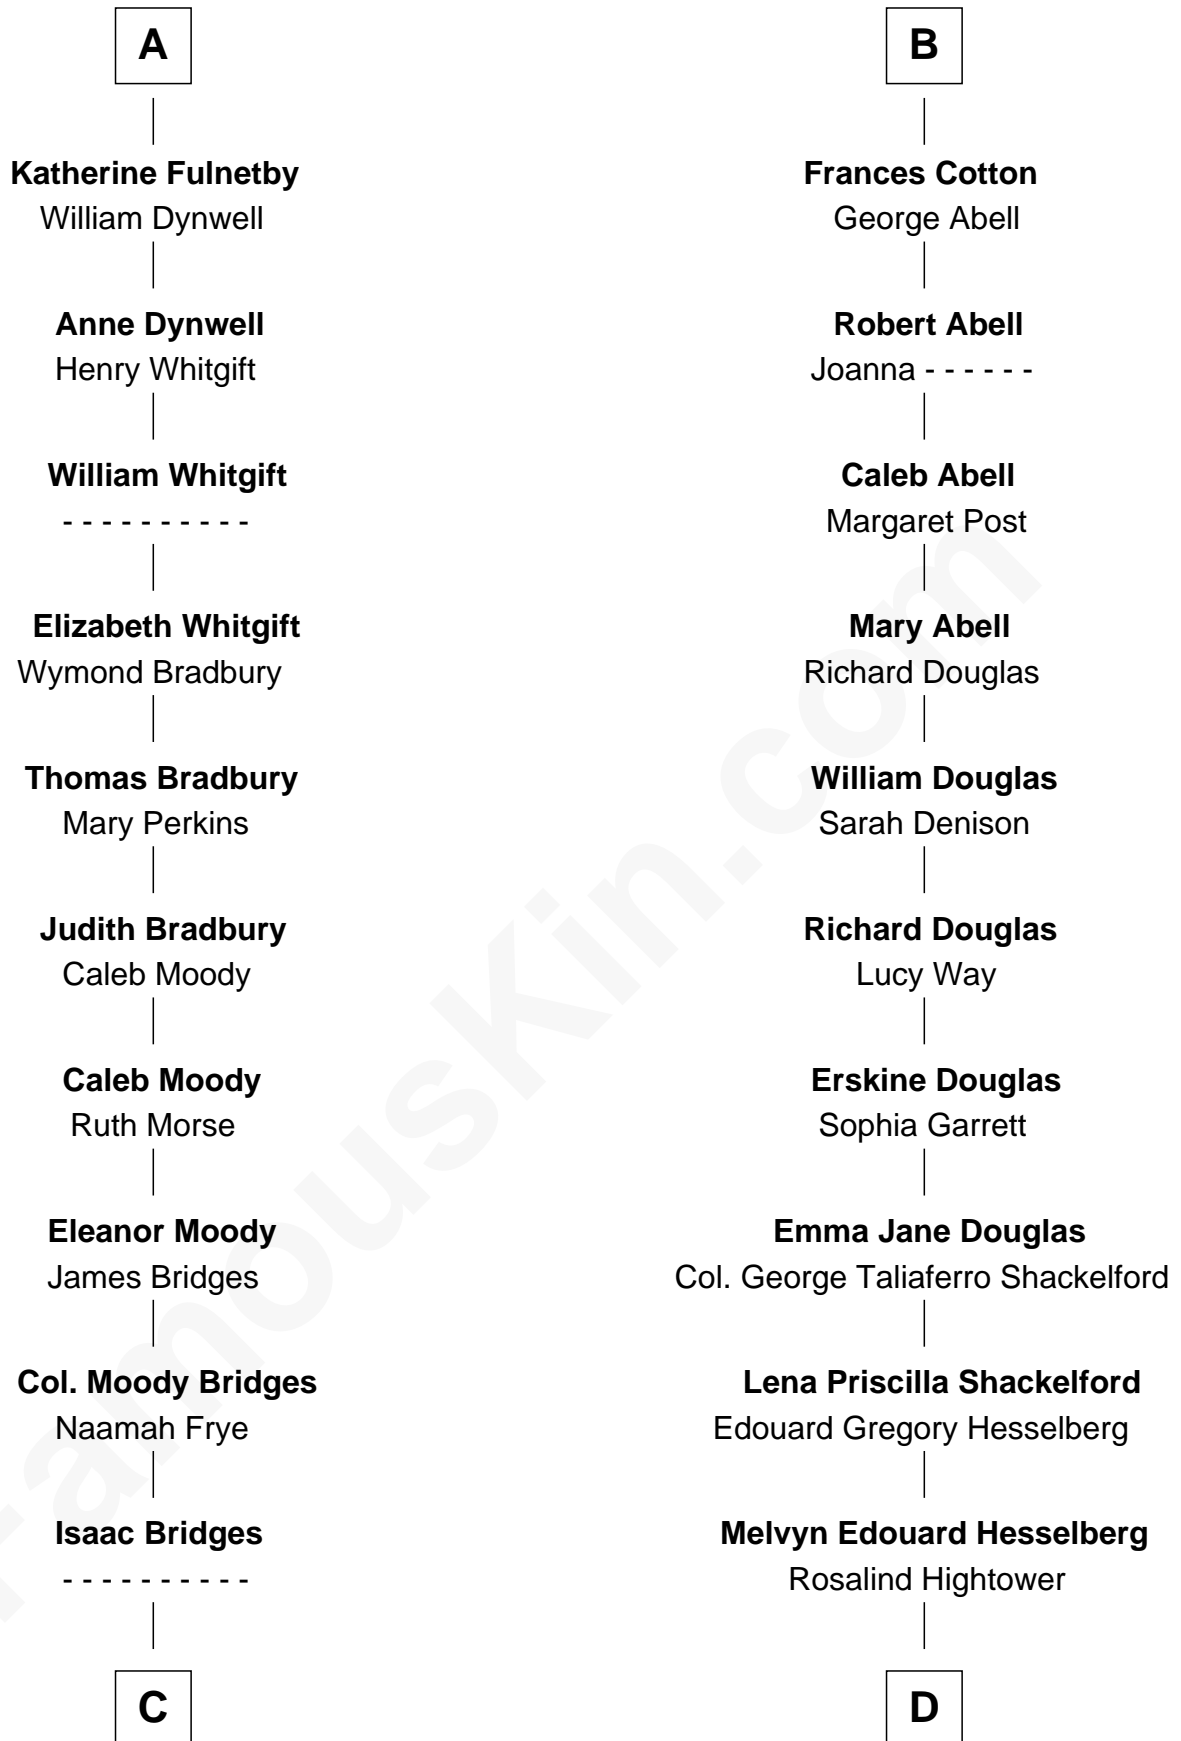 A
Katherine Fulnetby
William Dynwell
Anne Dynwell
Henry Whitgift
William Whitgift
- - - - - - - - - -
Elizabeth Whitgift
Wymond Bradbury
Thomas Bradbury
Mary Perkins
Judith Bradbury
Caleb Moody
Caleb Moody
Ruth Morse
Eleanor Moody
James Bridges
Col. Moody Bridges
Naamah Frye
Isaac Bridges
- - - - - - - - - -
C
B
Frances Cotton
George Abell
Robert Abell
Joanna - - - - - -
Caleb Abell
Margaret Post
Mary Abell
Richard Douglas
William Douglas
Sarah Denison
Richard Douglas
Lucy Way
Erskine Douglas
Sophia Garrett
Emma Jane Douglas
Col. George Taliaferro Shackelford
Lena Priscilla Shackelford
Edouard Gregory Hesselberg
Melvyn Edouard Hesselberg
Rosalind Hightower
D
FamousKin.com